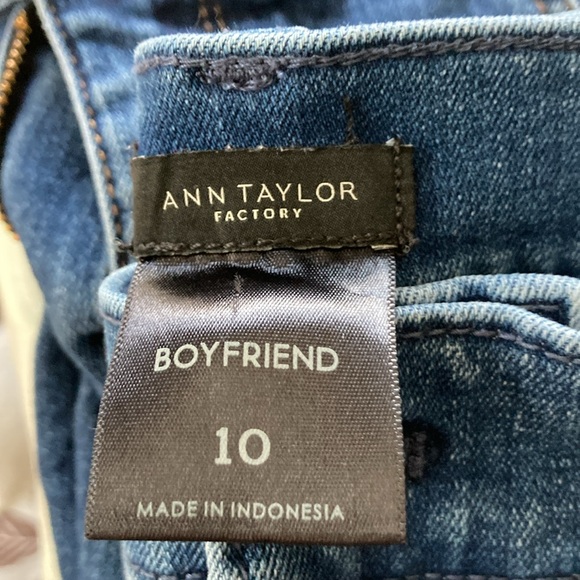 ANN TAYLOR
FACTORY
BOYFRIEND
10
MADE IN INDONESIA